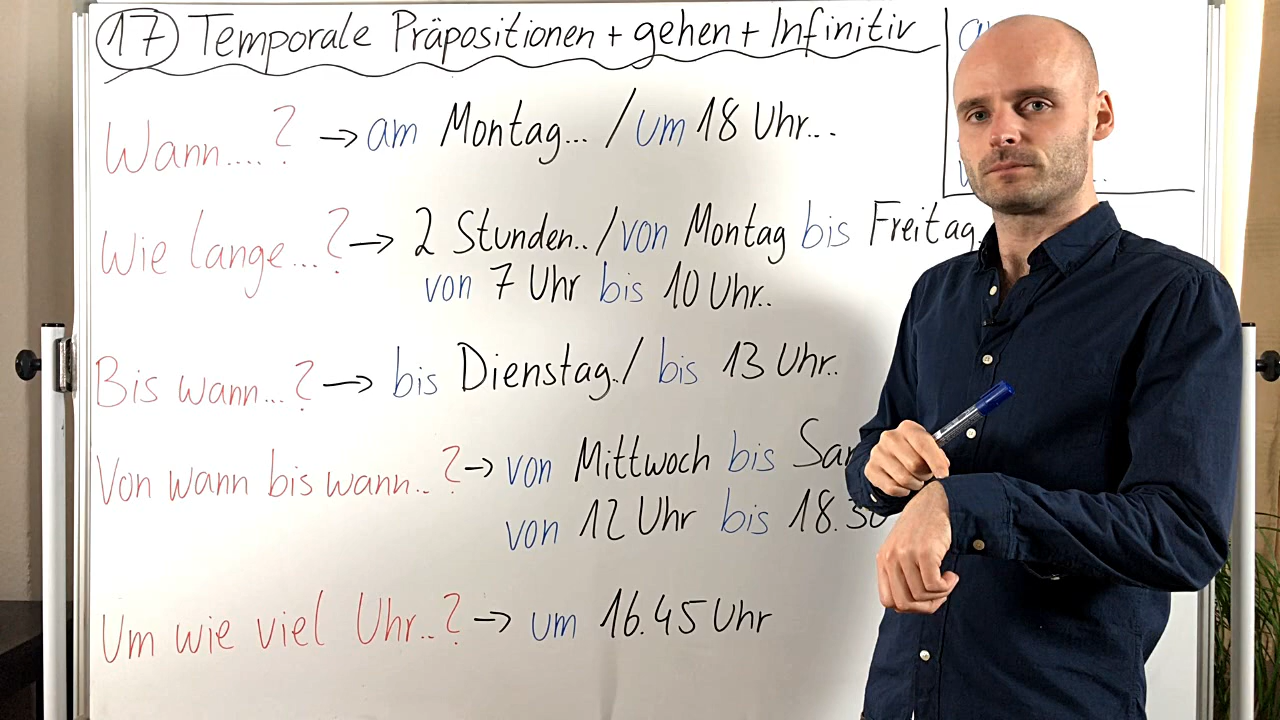 17 Temporale Präpositionen + gehen + Infinitiv
Wann....? → am Montag... / um 18 Uhr...
Wie lange...? → 2 Stunden.. / von Montag bis Freitag.
von 7 Uhr bis 10 Uhr..
Bis wann...? → bis Dienstag./ bis 13 Uhr..
Von wann bis wann..? → von Mittwoch bis
von 12 Uhr bis 18.30
Um wie viel Uhr..? → um 16.45 Uhr